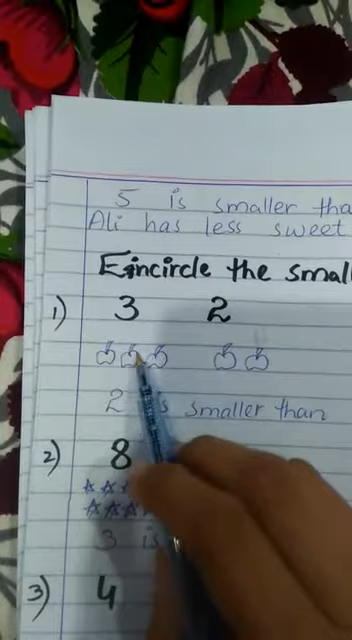 5 is smaller tha
Ali has less sweet
Eincircle the small
1) 3 2
2 is smaller than
2) 8
3 is
3) 4